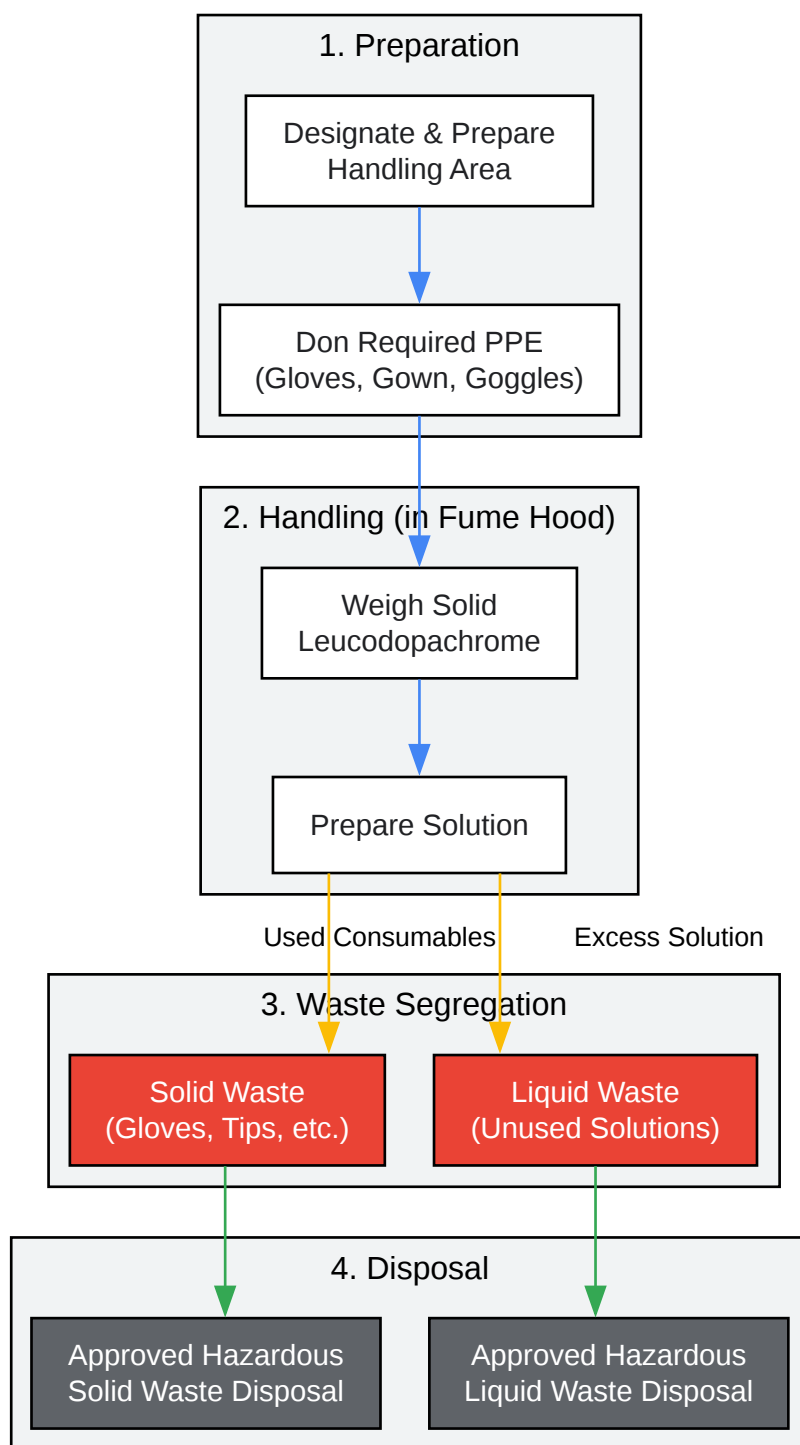 1. Preparation
Designate & Prepare
Handling Area
Don Required PPE
(Gloves, Gown, Goggles)
2. Handling (in Fume Hood)
Weigh Solid
Leucodopachrome
Prepare Solution
Used Consumables
Excess Solution
3. Waste Segregation
Solid Waste
(Gloves, Tips, etc.)
Liquid Waste
(Unused Solutions)
4. Disposal
Approved Hazardous
Solid Waste Disposal
Approved Hazardous
Liquid Waste Disposal